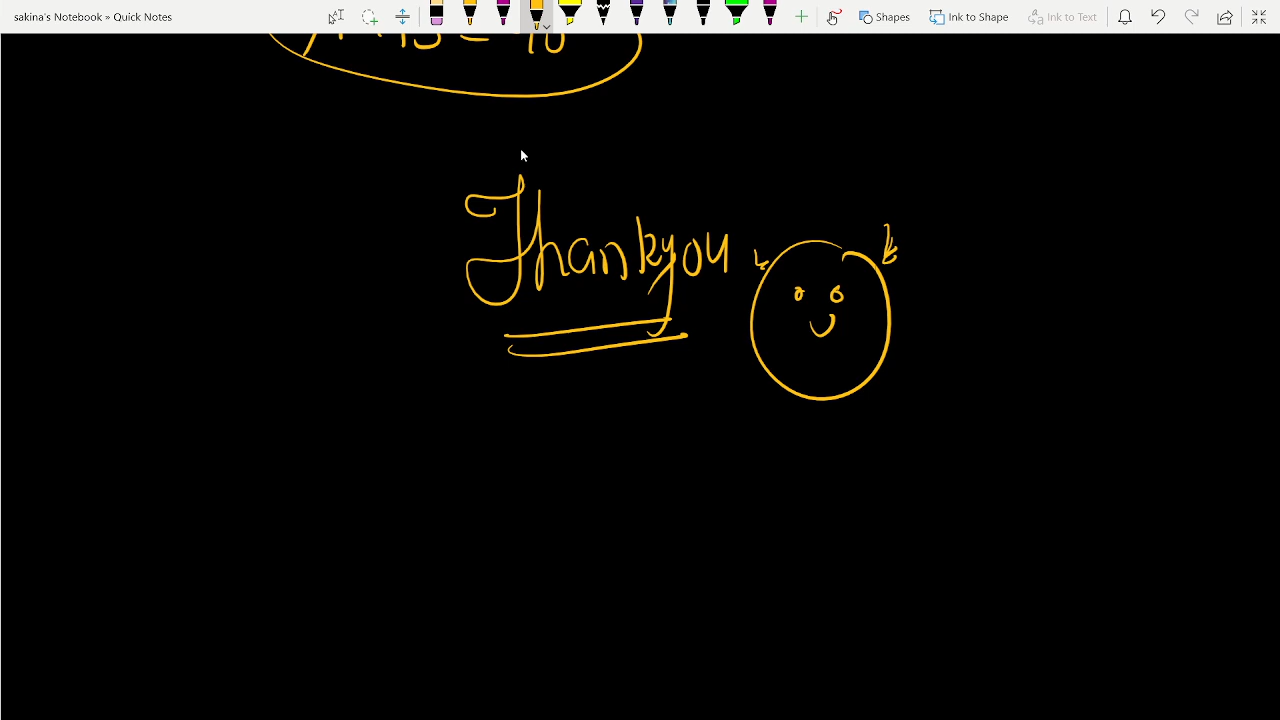 sakina's Notebook » Quick Notes
Shapes
Ink to Shape
Ink to Text
Thankyou